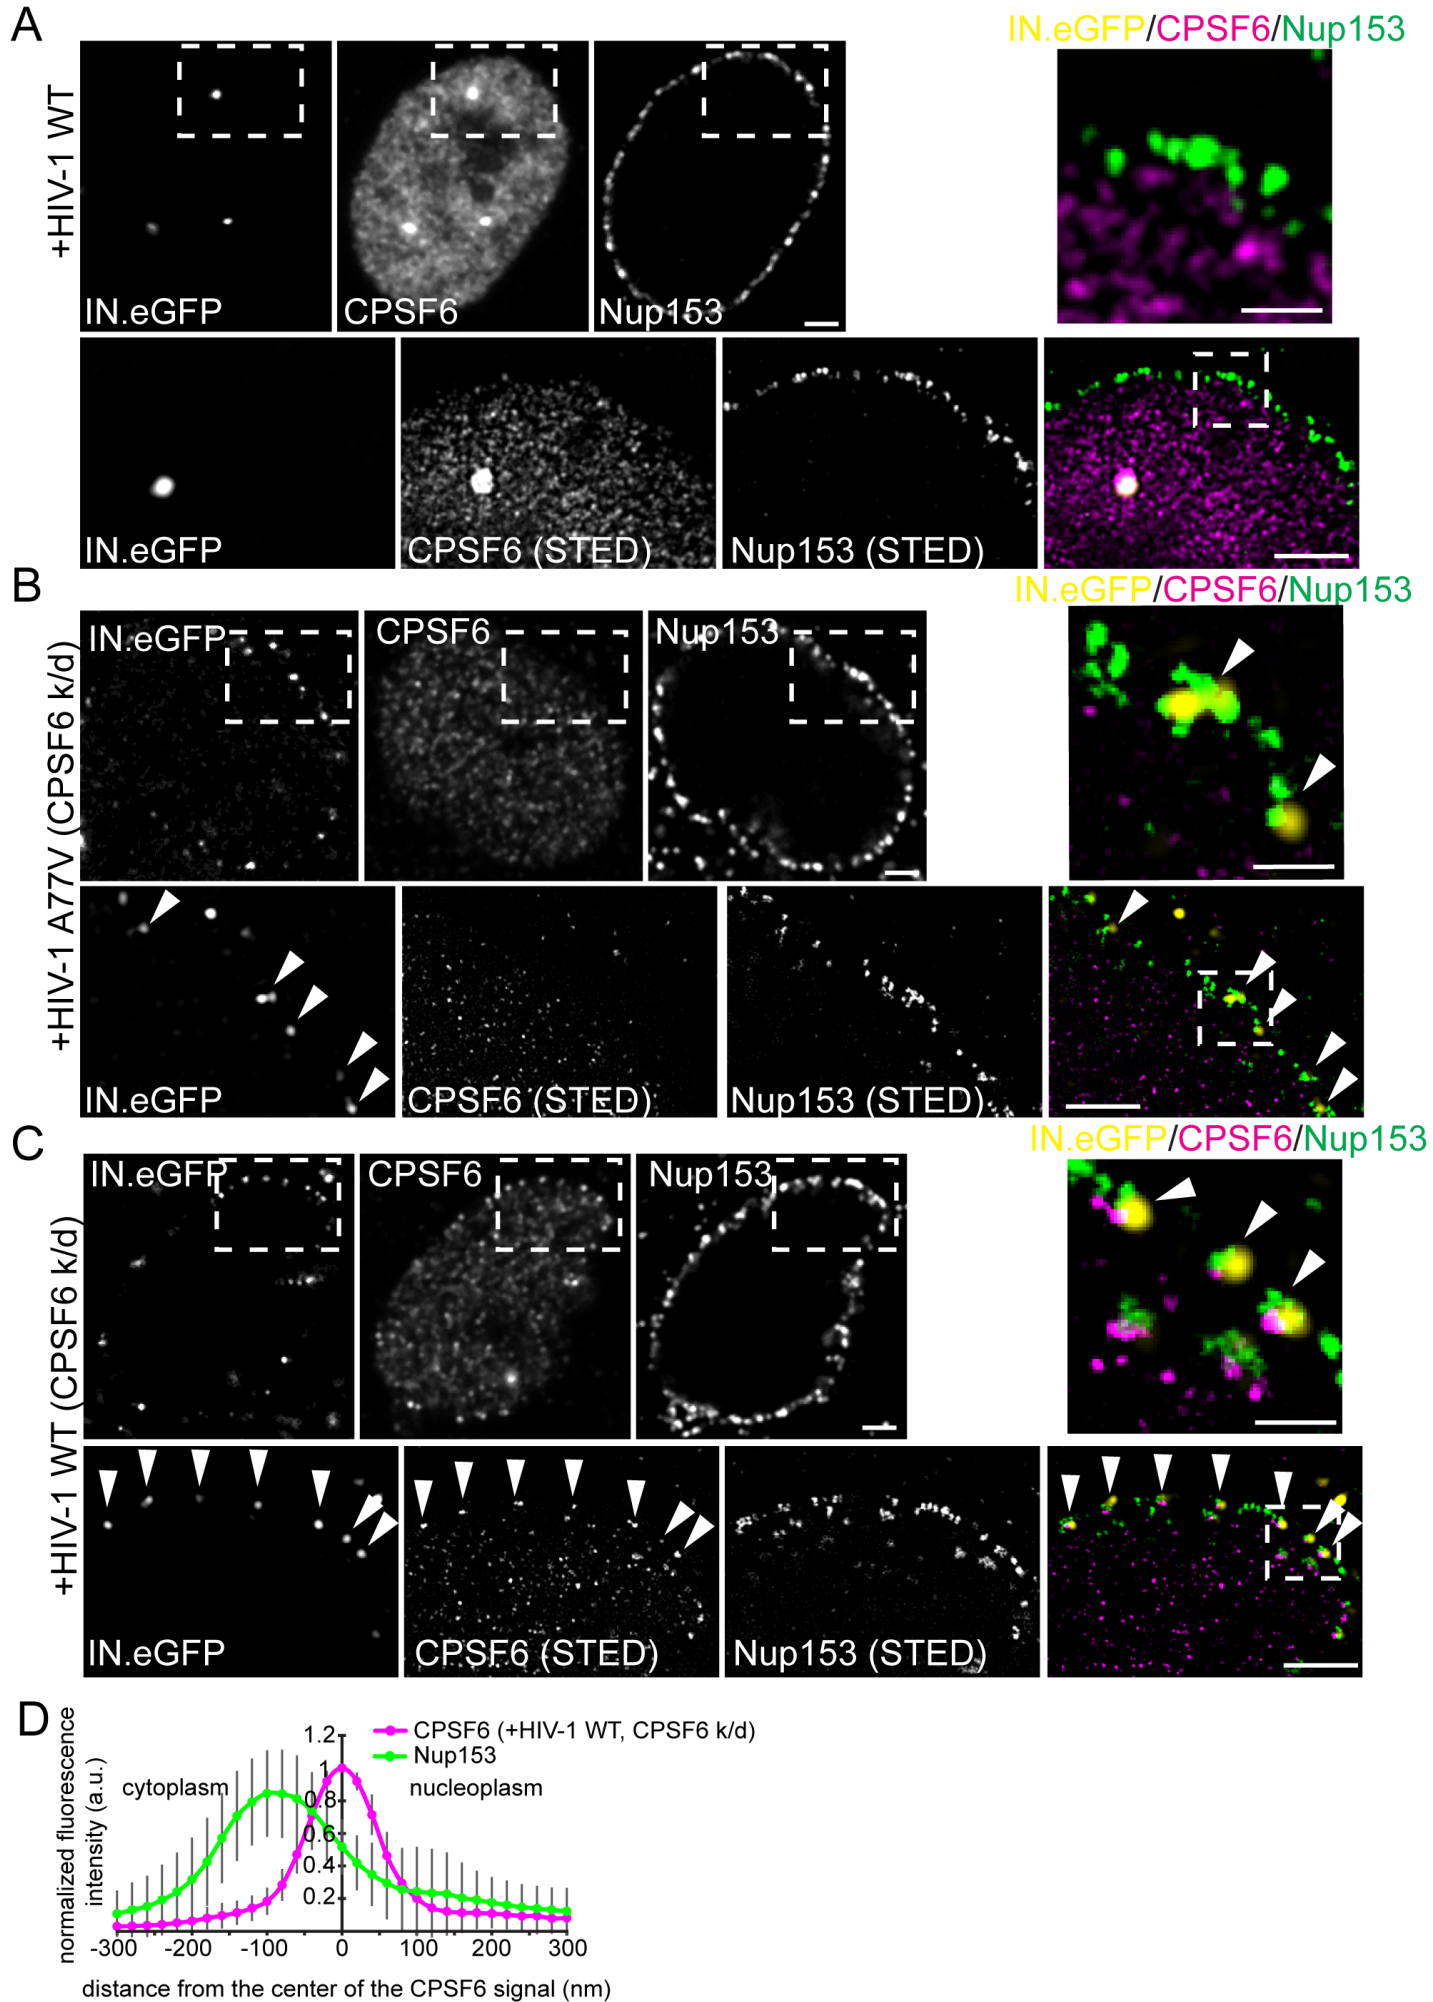 A
IN.eGFP/CPSF6/Nup153
+HIV-1 WT
IN.eGFP
CPSF6
Nup153
IN.eGFP
CPSF6 (STED)
Nup153 (STED)
B
IN.eGFP/CPSF6/Nup153
+HIV-1 A77V (CPSF6 k/d)
IN.eGFP
CPSF6
Nup153
IN.eGFP
CPSF6 (STED)
Nup153 (STED)
C
IN.eGFP/CPSF6/Nup153
+HIV-1 WT (CPSF6 k/d)
IN.eGFP
CPSF6
Nup153
IN.eGFP
CPSF6 (STED)
Nup153 (STED)
D
normalized fluorescence
intensity (a.u.)
1.2
1
0.8
0.6
0.4
0.2
CPSF6 (+HIV-1 WT, CPSF6 k/d)
Nup153
cytoplasm
nucleoplasm
-300 -200 -100 0 100 200 300
distance from the center of the CPSF6 signal (nm)